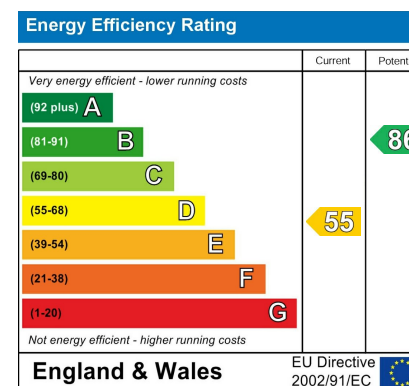 Energy Efficiency Rating
Current
Potent
Very energy efficient - lower running costs
(92 plus) A
(81-91) B
86
(69-80) C
(55-68) D
55
(39-54) E
(21-38) F
(1-20) G
Not energy efficient - higher running costs
England & Wales
EU Directive
2002/91/EC